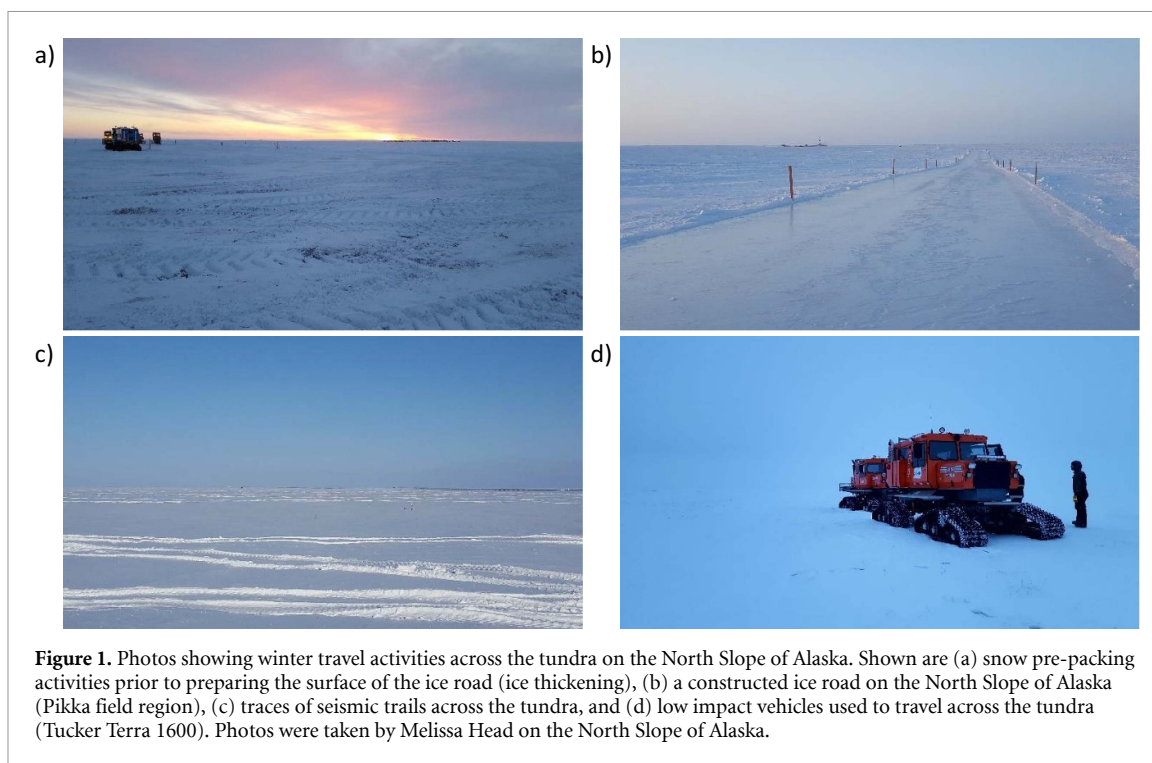 a)
b)
c)
d)
Figure 1. Photos showing winter travel activities across the tundra on the North Slope of Alaska. Shown are (a) snow pre-packing
activities prior to preparing the surface of the ice road (ice thickening), (b) a constructed ice road on the North Slope of Alaska
(Pikka field region), (c) traces of seismic trails across the tundra, and (d) low impact vehicles used to travel across the tundra
(Tucker Terra 1600). Photos were taken by Melissa Head on the North Slope of Alaska.